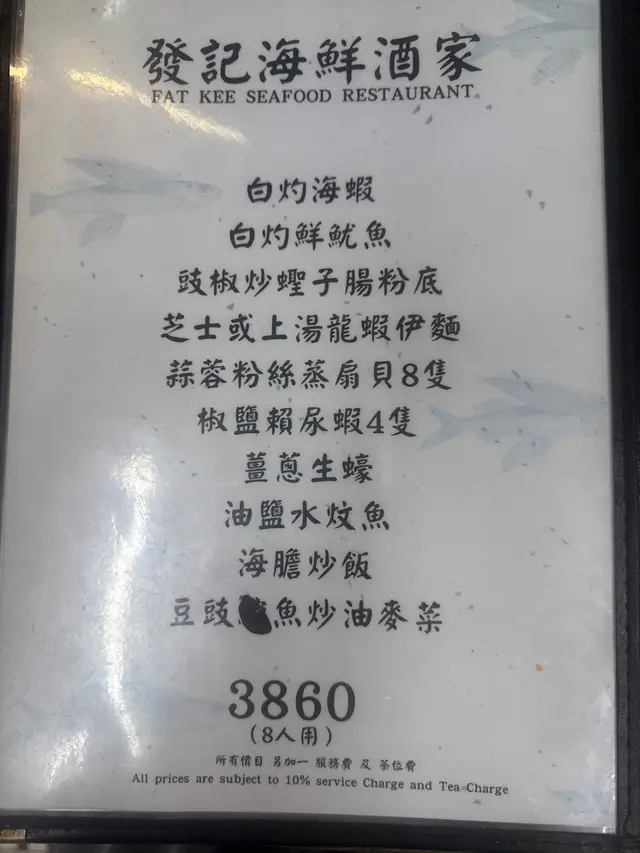 發記海鮮酒家
FAT KEE SEAFOOD RESTAURANT
白灼海蝦
白灼鮮魷魚
豉椒炒蟶子腸粉底
芝士或上湯龍蝦伊麵
蒜蓉粉絲蒸扇貝8隻
椒鹽賴尿蝦4隻
薑蔥生蠔
油鹽水炆魚
海膽炒飯
豆豉魚炒油麥菜
3860
(8人用)
所有價目 另加一 服務費 及 茶位費
All prices are subject to 10% service Charge and Tea Charge